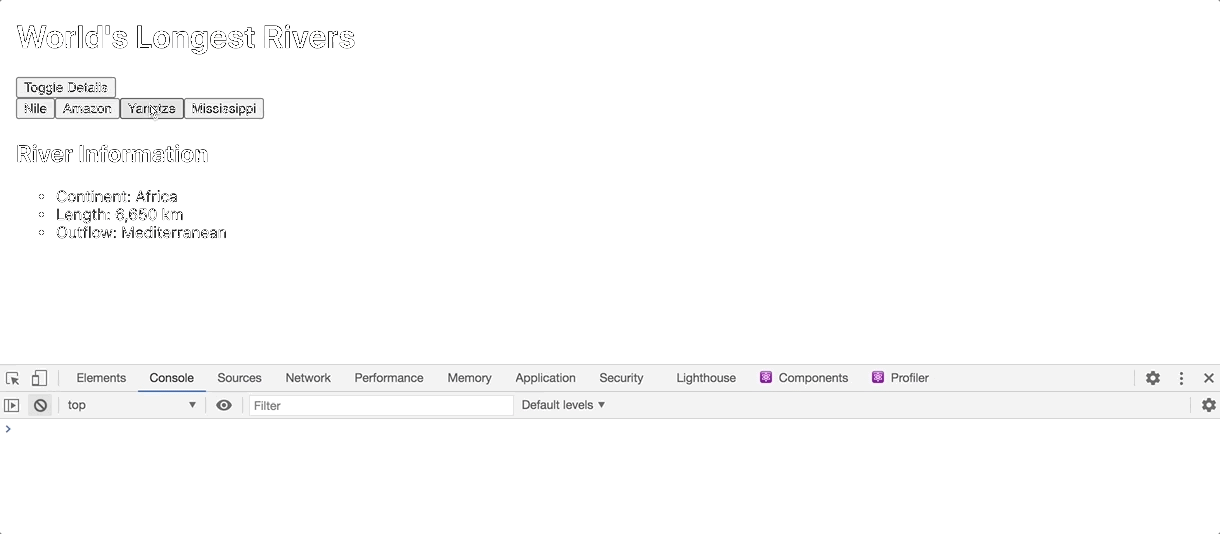 World's Longest Rivers
Toggle Details
Nile Amazon Yangtze Mississippi
River Information
Continent: Africa
Length: 6,650 km
Outflow: Mediterranean
Elements Console Sources Network Performance Memory Application Security Lighthouse Components Profiler
top Filter Default levels